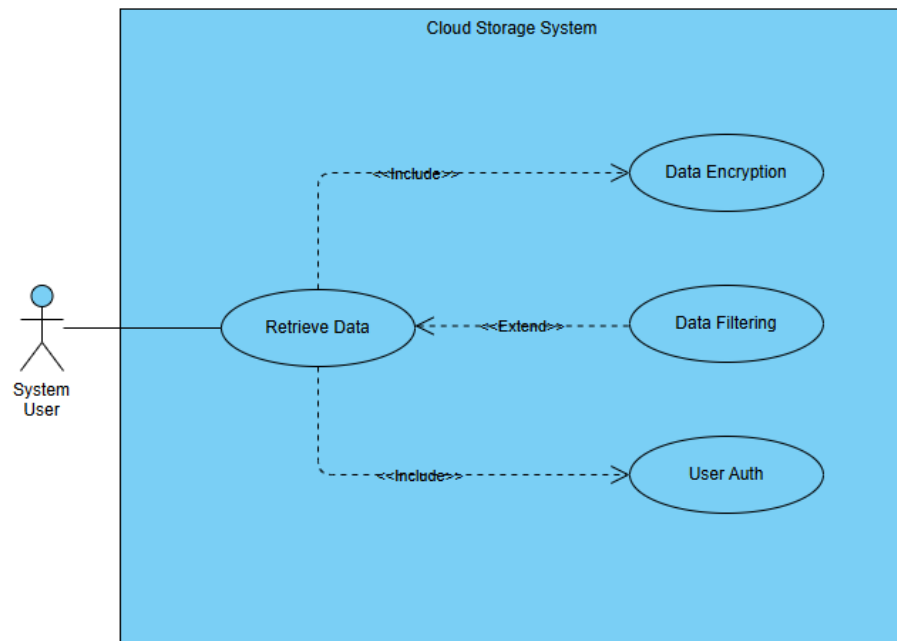 Cloud Storage System
<<Include>>
Data Encryption
Retrieve Data
<<Extend>>
Data Filtering
System
User
<<Include>>
User Auth